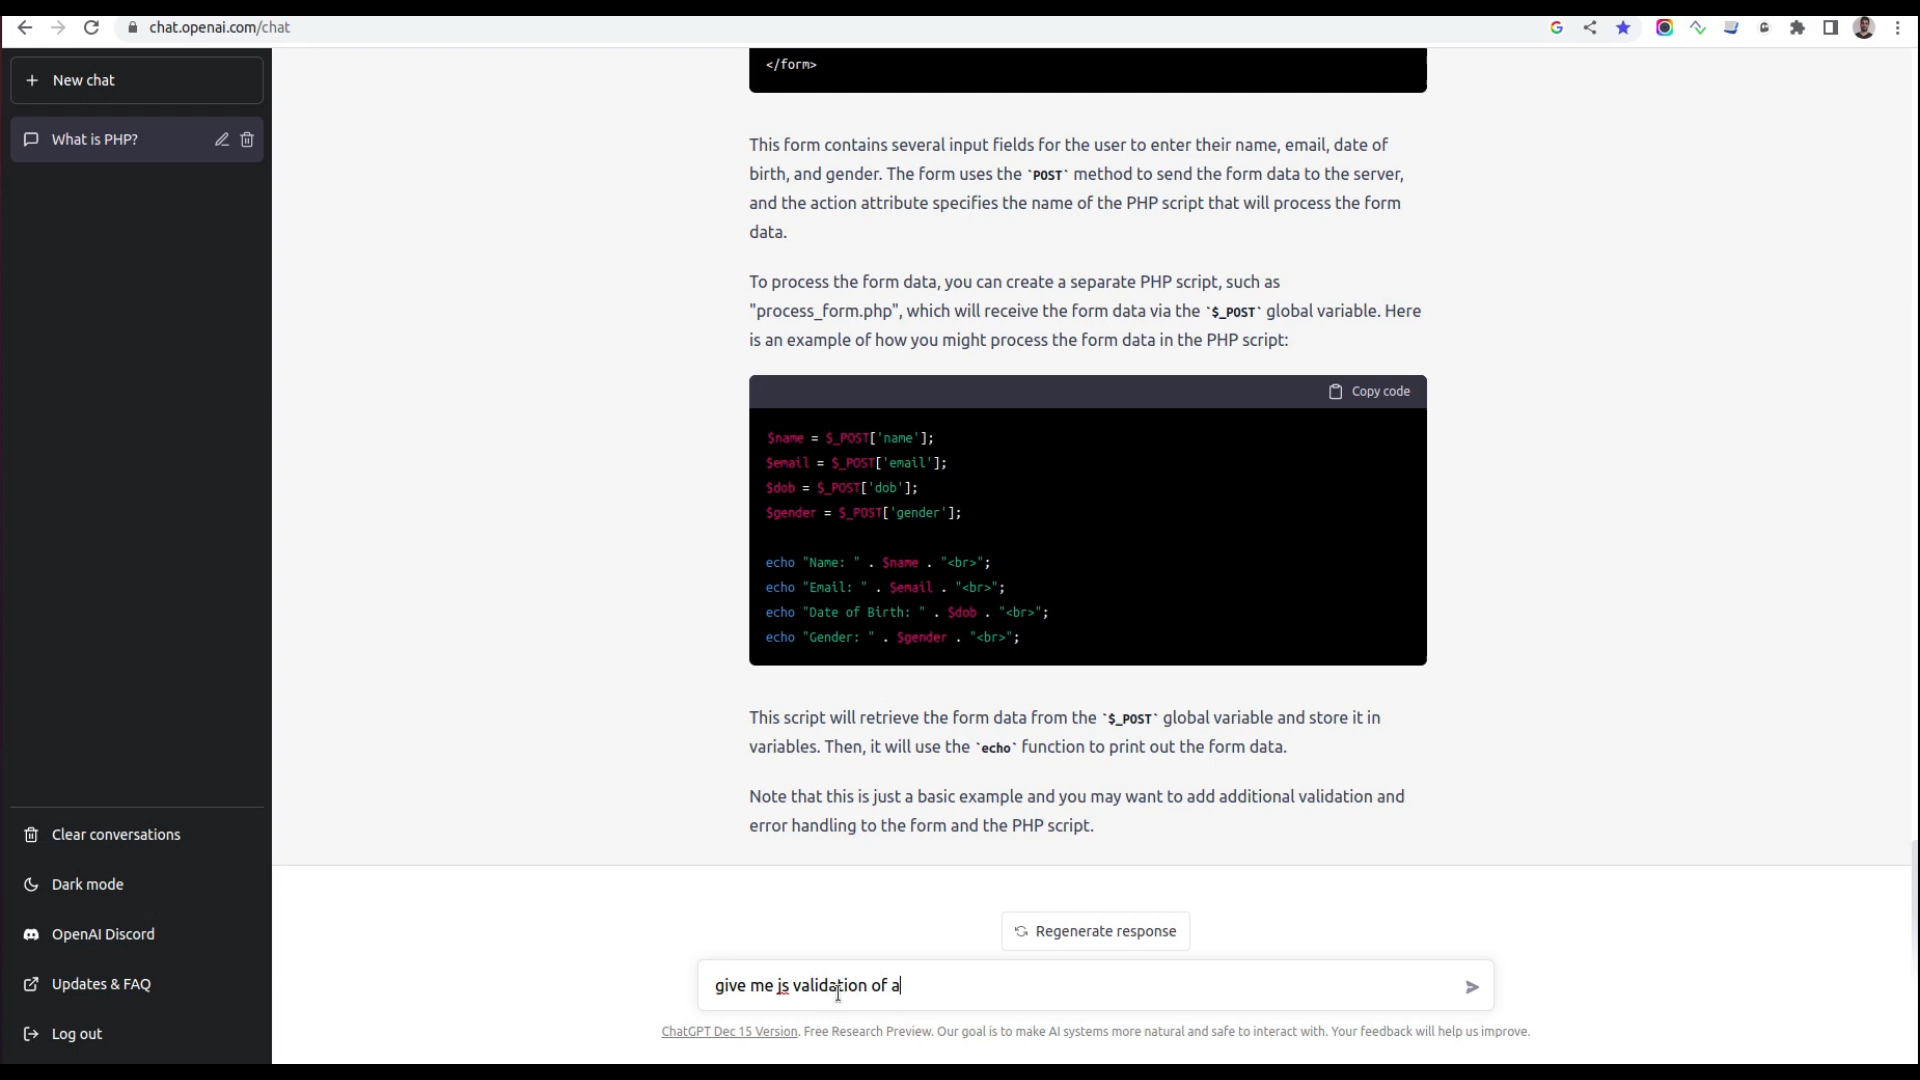 chat.openai.com/chat
New chat
What is PHP?
</form>
This form contains several input fields for the user to enter their name, email, date of
birth, and gender. The form uses the `POST` method to send the form data to the server,
and the action attribute specifies the name of the PHP script that will process the form
data.
To process the form data, you can create a separate PHP script, such as
"process_form.php", which will receive the form data via the `$_POST` global variable. Here
is an example of how you might process the form data in the PHP script:
Copy code
$name = $_POST['name'];
$email = $_POST['email'];
$dob = $_POST['dob'];
$gender = $_POST['gender'];
echo "Name: " . $name . "<br>";
echo "Email: " . $email . "<br>";
echo "Date of Birth: " . $dob . "<br>";
echo "Gender: " . $gender . "<br>";
This script will retrieve the form data from the `$_POST` global variable and store it in
variables. Then, it will use the `echo` function to print out the form data.
Note that this is just a basic example and you may want to add additional validation and
error handling to the form and the PHP script.
Clear conversations
Dark mode
OpenAI Discord
Updates & FAQ
Log out
Regenerate response
give me js validation of a
ChatGPT Dec 15 Version. Free Research Preview. Our goal is to make AI systems more natural and safe to interact with. Your feedback will help us improve.